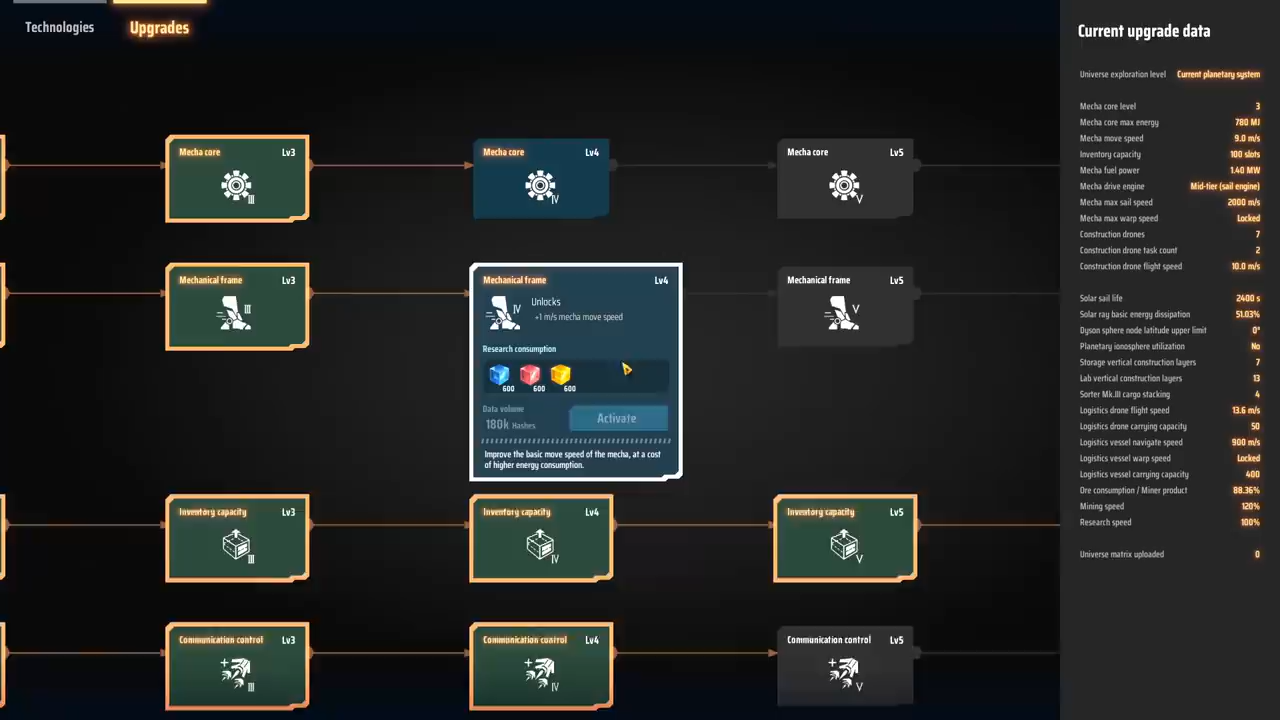 Technologies
Upgrades
Mecha core Lv3
III
Mecha core Lv4
IV
Mecha core Lv5
V
Mechanical frame Lv3
III
Mechanical frame Lv4
IV
Unlocks
+1 m/s mecha move speed
Research consumption
600 600 600
Data volume
180k Hashes
Activate
Improve the basic move speed of the mecha, at a cost
of higher energy consumption.
Mechanical frame Lv5
V
Inventory capacity Lv3
III
Inventory capacity Lv4
IV
Inventory capacity Lv5
V
Communication control Lv3
III
Communication control Lv4
IV
Communication control Lv5
V
Current upgrade data
Universe exploration level Current planetary system
Mecha core level 3
Mecha core max energy 780 MJ
Mecha move speed 9.0 m/s
Inventory capacity 100 slots
Mecha fuel power 1.40 MW
Mecha drive engine Mid-tier (sail engine)
Mecha max sail speed 2000 m/s
Mecha max warp speed Locked
Construction drones 7
Construction drone task count 2
Construction drone flight speed 10.0 m/s
Solar sail life 2400 s
Solar ray basic energy dissipation 51.03%
Dyson sphere node latitude upper limit 0°
Planetary ionosphere utilization No
Storage vertical construction layers 7
Lab vertical construction layers 13
Sorter Mk.III cargo stacking 4
Logistics drone flight speed 13.6 m/s
Logistics drone carrying capacity 50
Logistics vessel navigate speed 900 m/s
Logistics vessel warp speed Locked
Logistics vessel carrying capacity 400
Ore consumption / Miner product 88.36%
Mining speed 120%
Research speed 100%
Universe matrix uploaded 0